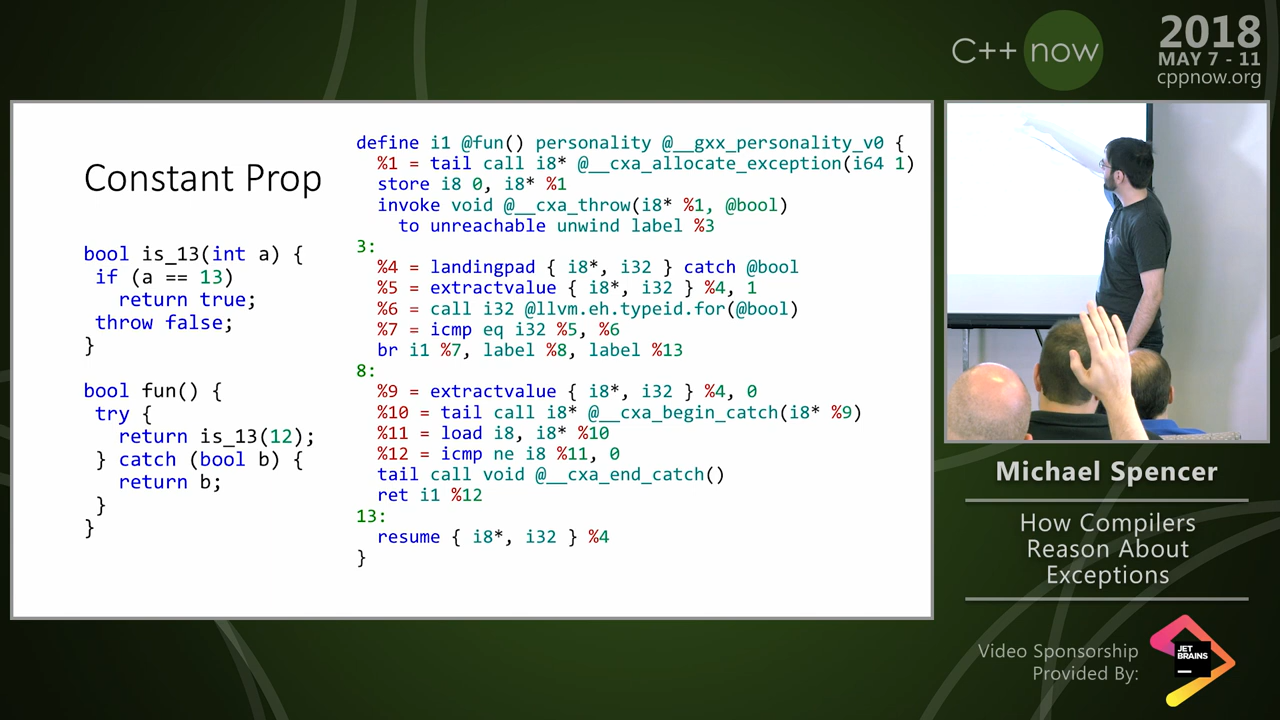 C++ now
2018
MAY 7 - 11
cppnow.org
Constant Prop
bool is_13(int a) {
if (a == 13)
return true;
throw false;
}
bool fun() {
try {
return is_13(12);
} catch (bool b) {
return b;
}
}
define i1 @fun() personality @__gxx_personality_v0 {
%1 = tail call i8* @__cxa_allocate_exception(i64 1)
store i8 0, i8* %1
invoke void @__cxa_throw(i8* %1, @bool)
to unreachable unwind label %3
3:
%4 = landingpad { i8*, i32 } catch @bool
%5 = extractvalue { i8*, i32 } %4, 1
%6 = call i32 @llvm.eh.typeid.for(@bool)
%7 = icmp eq i32 %5, %6
br i1 %7, label %8, label %13
8:
%9 = extractvalue { i8*, i32 } %4, 0
%10 = tail call i8* @__cxa_begin_catch(i8* %9)
%11 = load i8, i8* %10
%12 = icmp ne i8 %11, 0
tail call void @__cxa_end_catch()
ret i1 %12
13:
resume { i8*, i32 } %4
}
Michael Spencer
How Compilers
Reason About
Exceptions
Video Sponsorship
Provided By:
JET
BRAINS